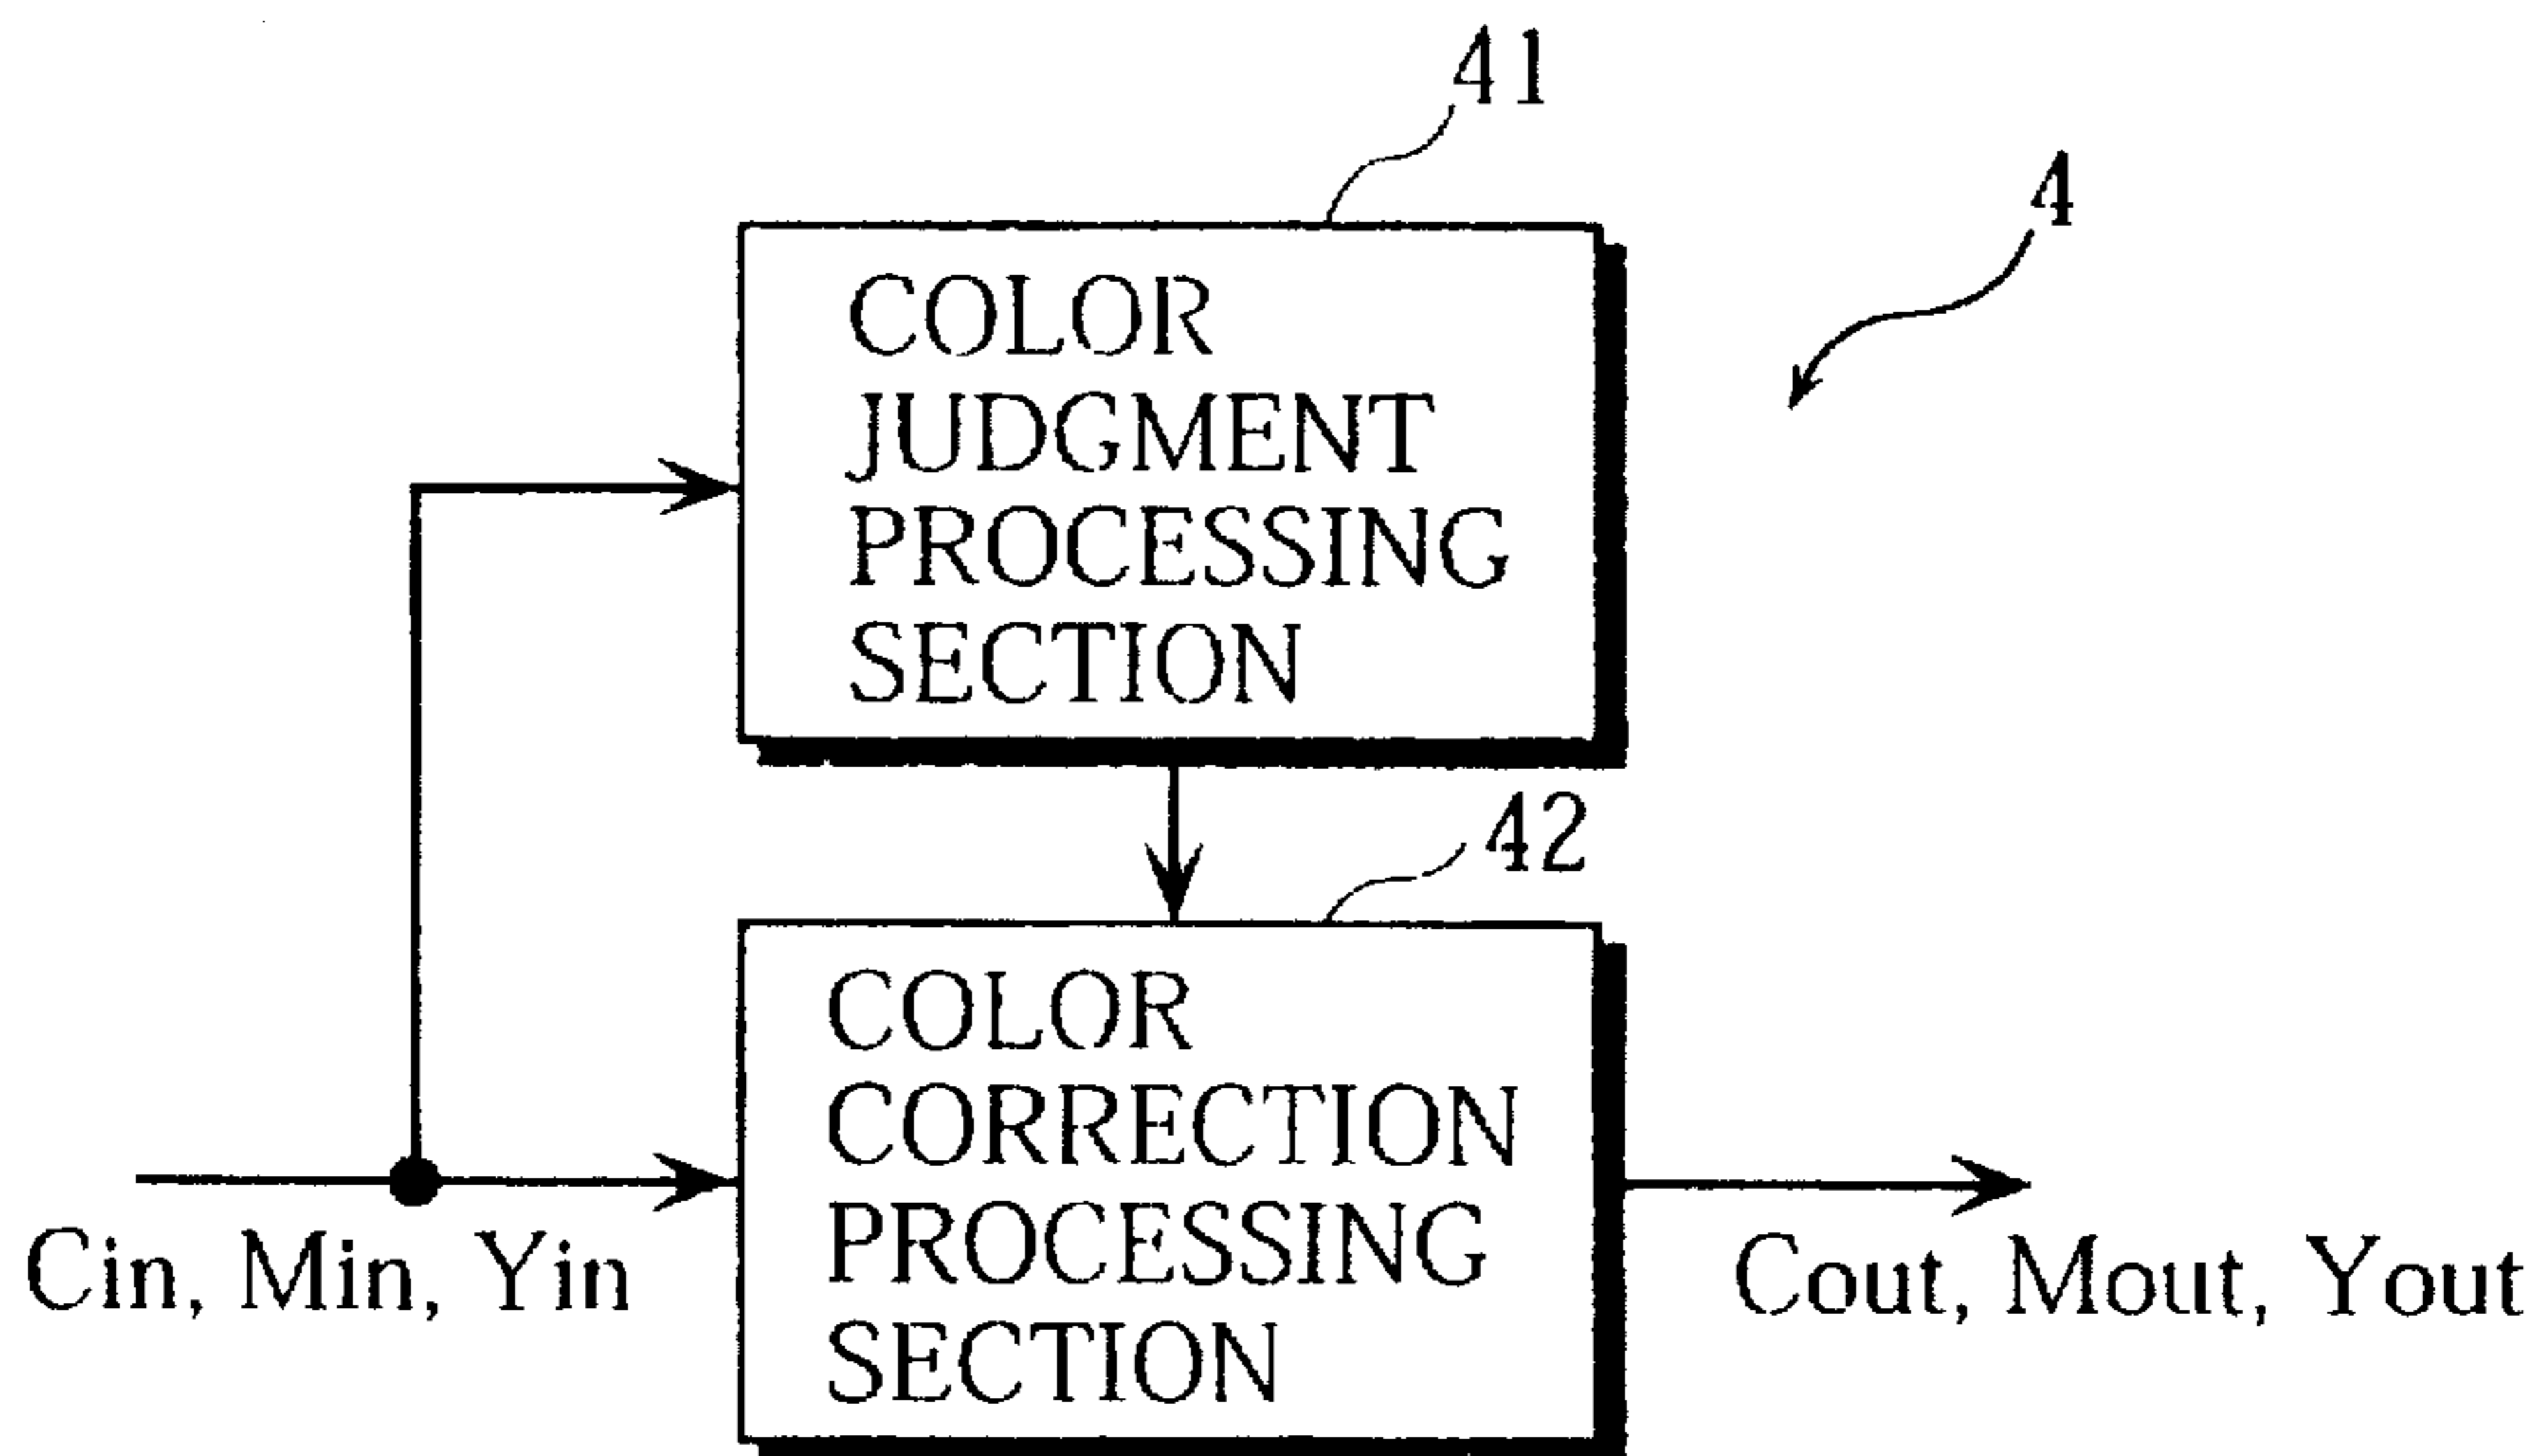 41
4
COLOR
JUDGMENT
PROCESSING
SECTION
42
COLOR
CORRECTION
PROCESSING
SECTION
Cin, Min, Yin
Cout, Mout, Yout